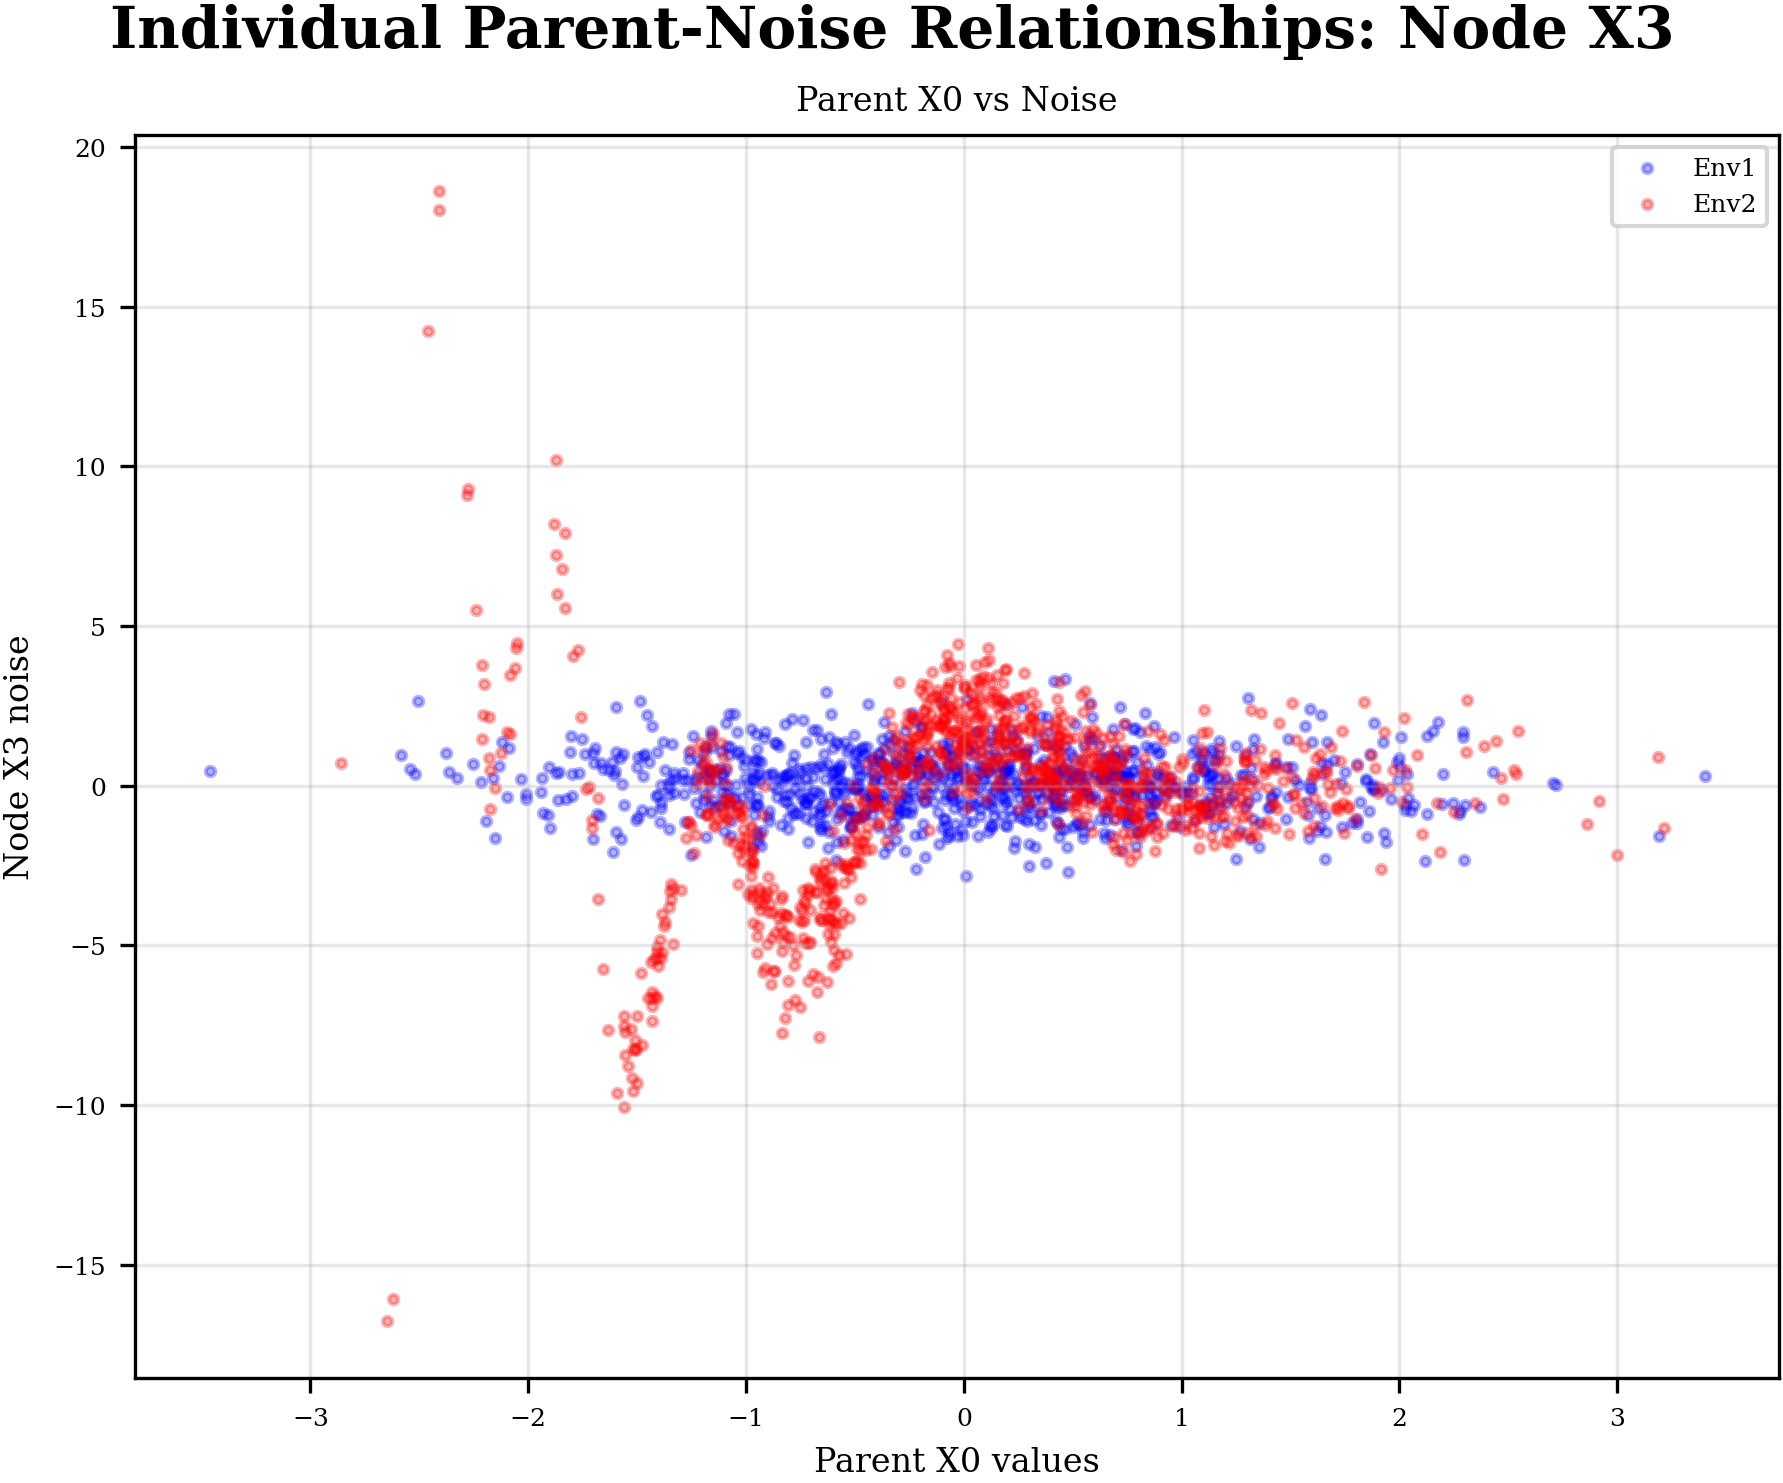 Individual Parent-Noise Relationships: Node X3
Parent X0 vs Noise
Env1
Env2
Node X3 noise
20
15
10
5
0
−5
−10
−15
−3
−2
−1
0
1
2
3
Parent X0 values